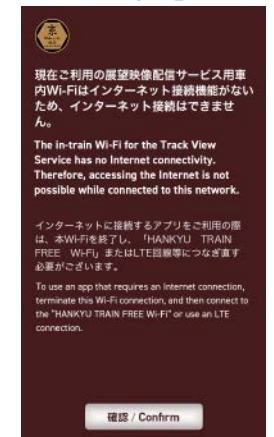 現在ご利用の展望映像配信サービス用車
内Wi-Fiはインターネット接続機能がない
ため、インターネット接続はできませ
ん。
The in-train Wi-Fi for the Track View
Service has no Internet connectivity.
Therefore, accessing the Internet is not
possible while connected to this network.
インターネットに接続するアプリをご利用の際
は、本Wi-Fiを終了し、「HANKYU TRAIN
FREE Wi-Fi」またはLTE回線等につなぎ直す
必要がございます。
To use an app that requires an Internet connection,
terminate this Wi-Fi connection, and then connect to
the "HANKYU TRAIN FREE Wi-Fi" or use an LTE
connection.
確認 / Confirm